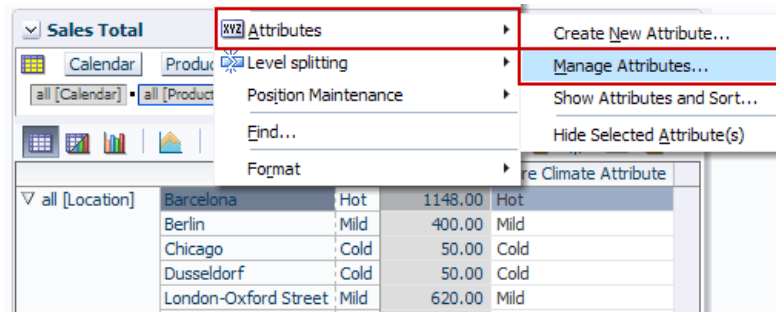 Sales Total
Calendar
Produc
all [Calendar]
all [Product
XYZ Attributes
Level splitting
Position Maintenance
Find...
Format
Create New Attribute...
Manage Attributes...
Show Attributes and Sort...
Hide Selected Attribute(s)
re Climate Attribute
all [Location] Barcelona Hot 1148.00 Hot
Berlin Mild 400.00 Mild
Chicago Cold 50.00 Cold
Dusseldorf Cold 50.00 Cold
London-Oxford Street Mild 620.00 Mild